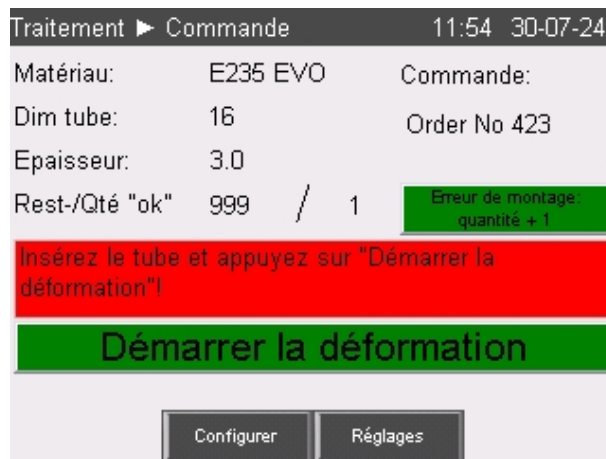 Traitement ► Commande 11:54 30-07-24
Matériau: E235 EVO Commande:
Dim tube: 16 Order No 423
Epaisseur: 3.0
Rest-/Qté "ok" 999 / 1
Erreur de montage:
quantité + 1
Insérez le tube et appuyez sur "Démarrer la
déformation"!
Démarrer la déformation
Configurer Réglages